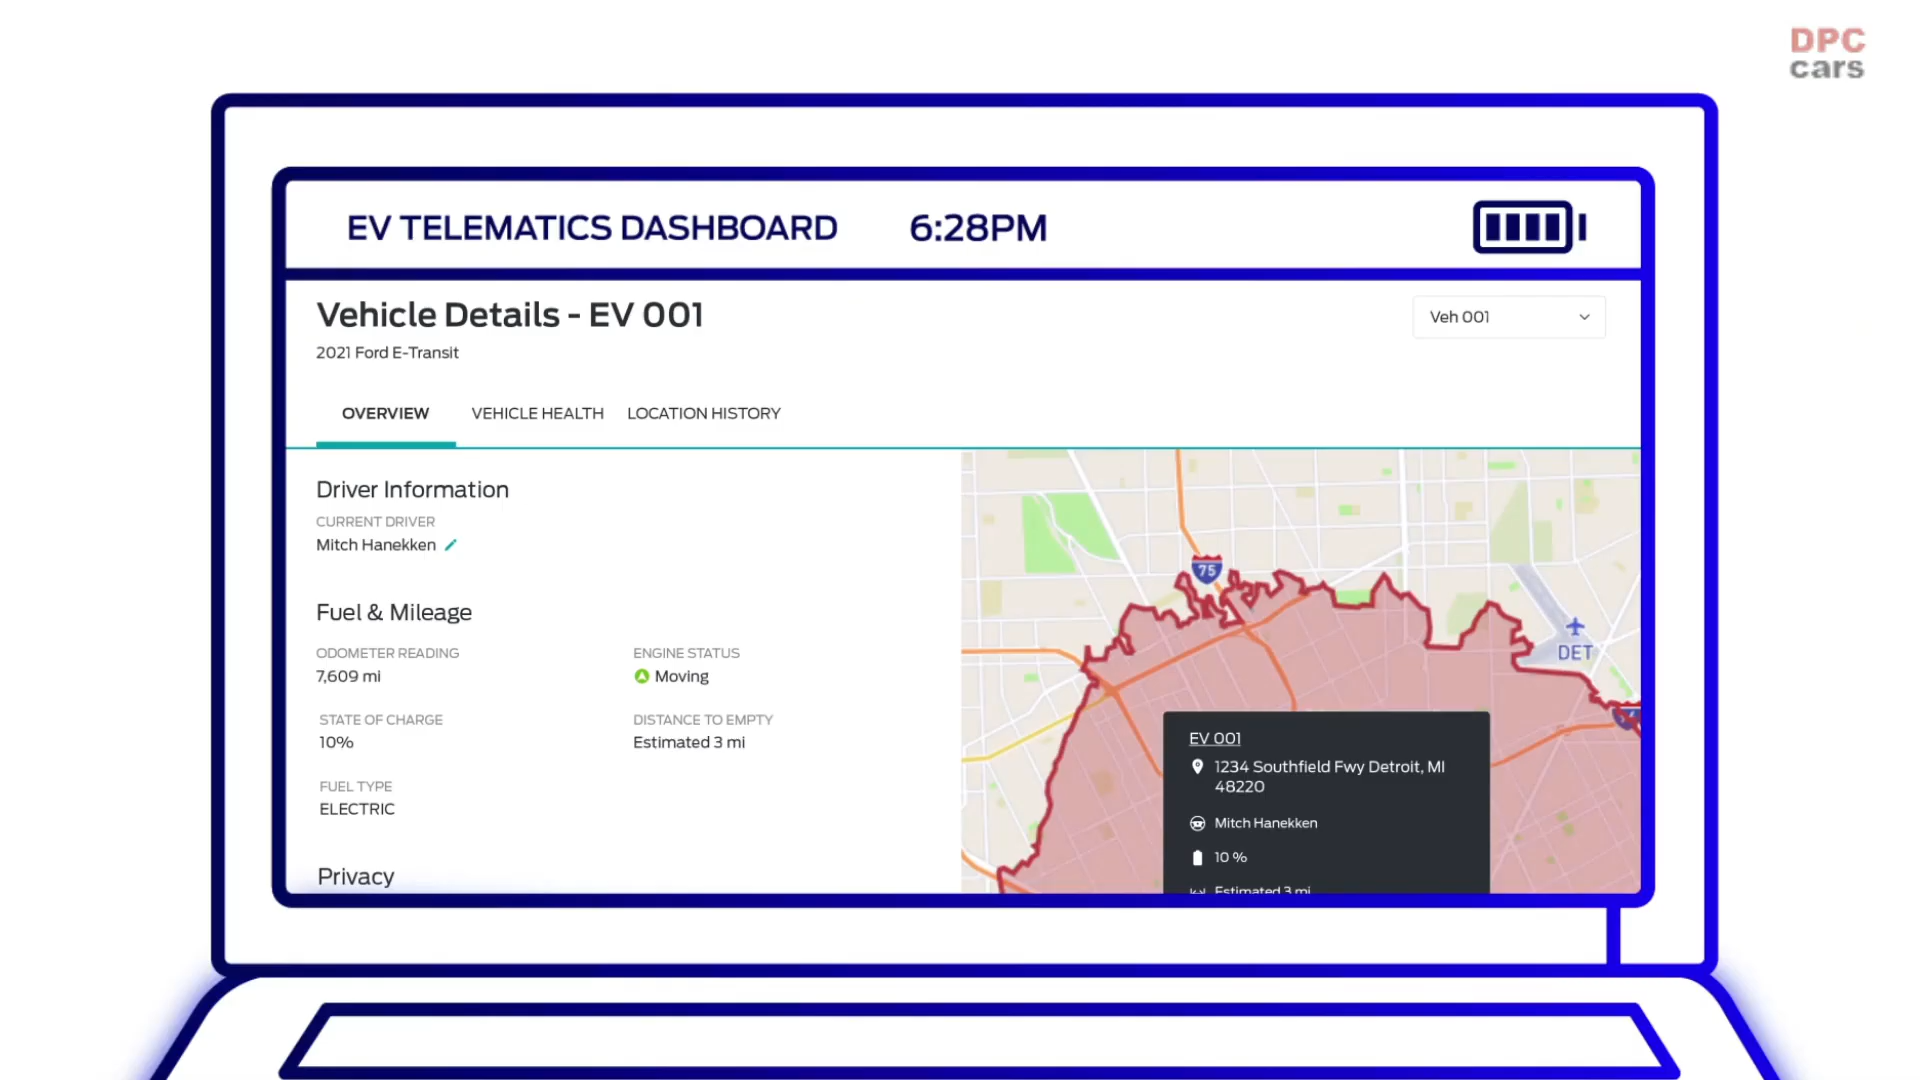 DPC
cars
EV TELEMATICS DASHBOARD 6:28PM
Vehicle Details - EV 001
Veh 001
2021 Ford E-Transit
OVERVIEW VEHICLE HEALTH LOCATION HISTORY
Driver Information
CURRENT DRIVER
Mitch Hanekken
Fuel & Mileage
ODOMETER READING
7,609 mi
ENGINE STATUS
Moving
STATE OF CHARGE
10%
DISTANCE TO EMPTY
Estimated 3 mi
FUEL TYPE
ELECTRIC
Privacy
75
DET
EV 001
1234 Southfield Fwy Detroit, MI
48220
Mitch Hanekken
10 %
Estimated 3 mi